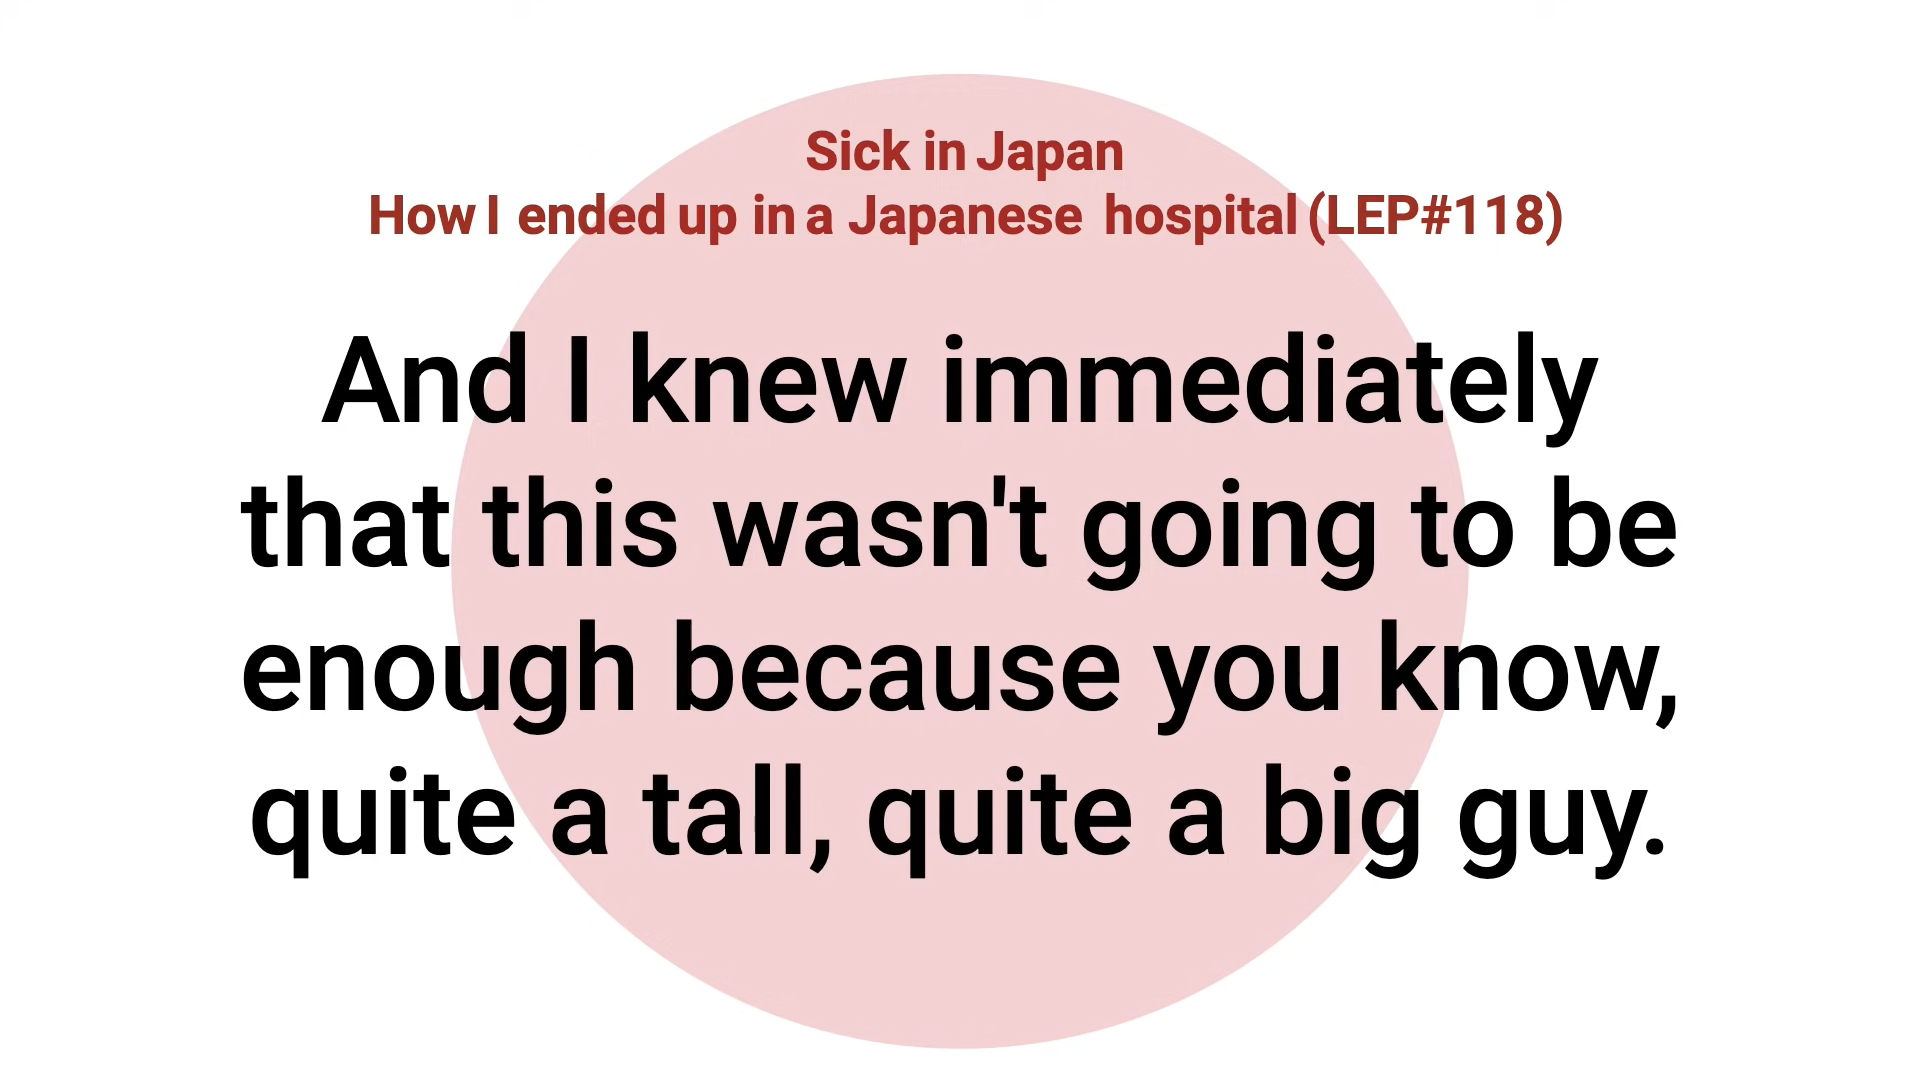 Sick in Japan
How I ended up in a Japanese hospital (LEP#118)
And I knew immediately
that this wasn't going to be
enough because you know,
quite a tall, quite a big guy.